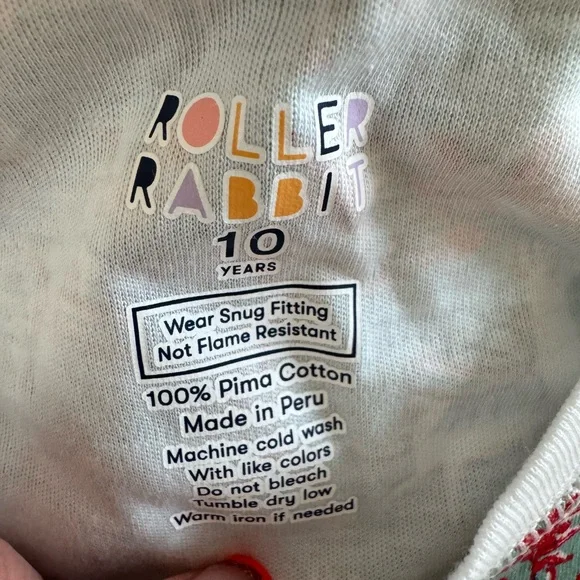 ROLLER
RABBIT
10
YEARS
Wear Snug Fitting
Not Flame Resistant
100% Pima Cotton
Made in Peru
Machine cold wash
With like colors
Do not bleach
Tumble dry low
Warm iron if needed